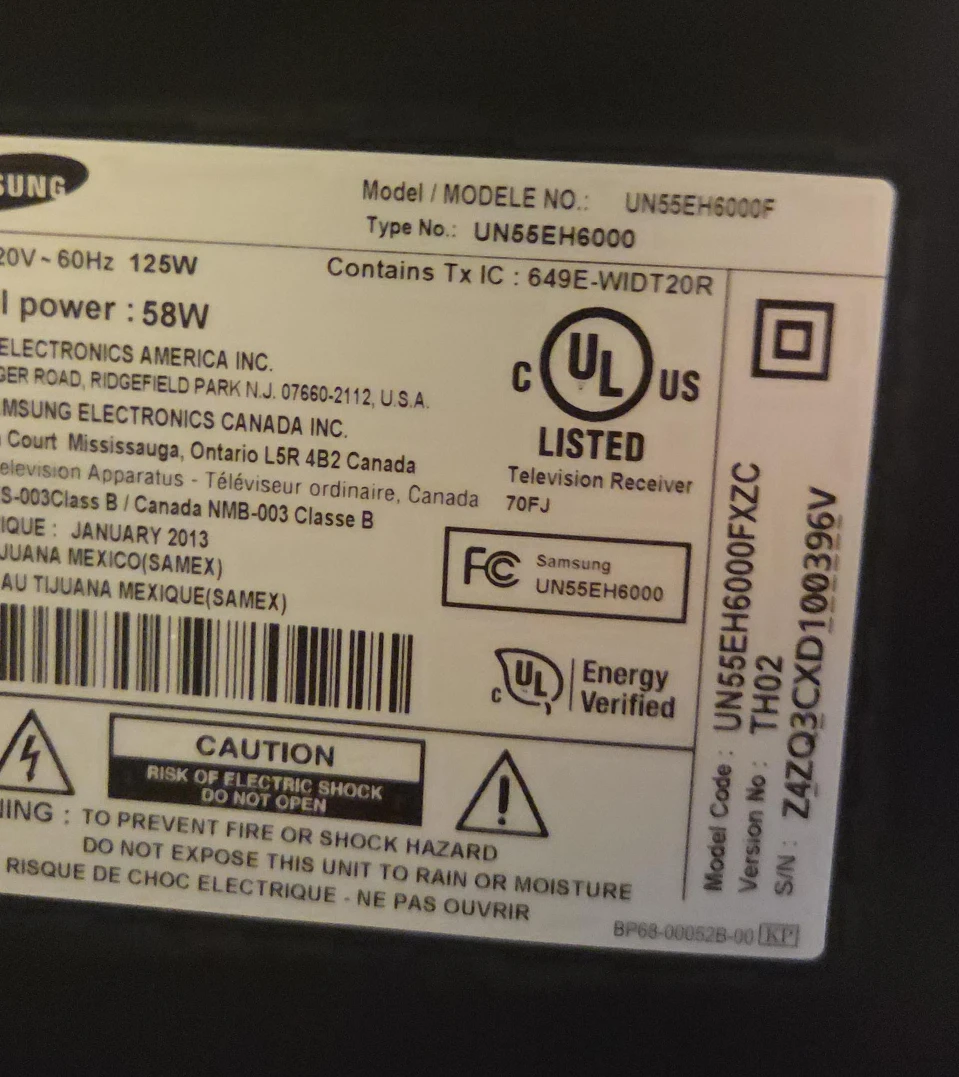 SUNG
Model / MODELE NO.: UN55EH6000F
Type No.: UN55EH6000
20V ~ 60Hz 125W
Contains Tx IC : 649E-WIDT20R
l power : 58W
C UL US
LISTED
Television Receiver
70FJ
ELECTRONICS AMERICA INC.
GER ROAD, RIDGEFIELD PARK N.J. 07660-2112, U.S.A.
AMSUNG ELECTRONICS CANADA INC.
Court Mississauga, Ontario L5R 4B2 Canada
elevision Apparatus - Téléviseur ordinaire, Canada
S-003Class B / Canada NMB-003 Classe B
IQUE : JANUARY 2013
JUANA MEXICO(SAMEX)
AU TIJUANA MEXIQUE(SAMEX)
FC Samsung
UN55EH6000
C UL Energy
Verified
CAUTION
RISK OF ELECTRIC SHOCK
DO NOT OPEN
NING : TO PREVENT FIRE OR SHOCK HAZARD
DO NOT EXPOSE THIS UNIT TO RAIN OR MOISTURE
RISQUE DE CHOC ELECTRIQUE - NE PAS OUVRIR
Model Code : UN55EH6000FXZC
Version No : TH02
S/N : Z4ZQ3CXD100396V
BP68-00052B-00 KP